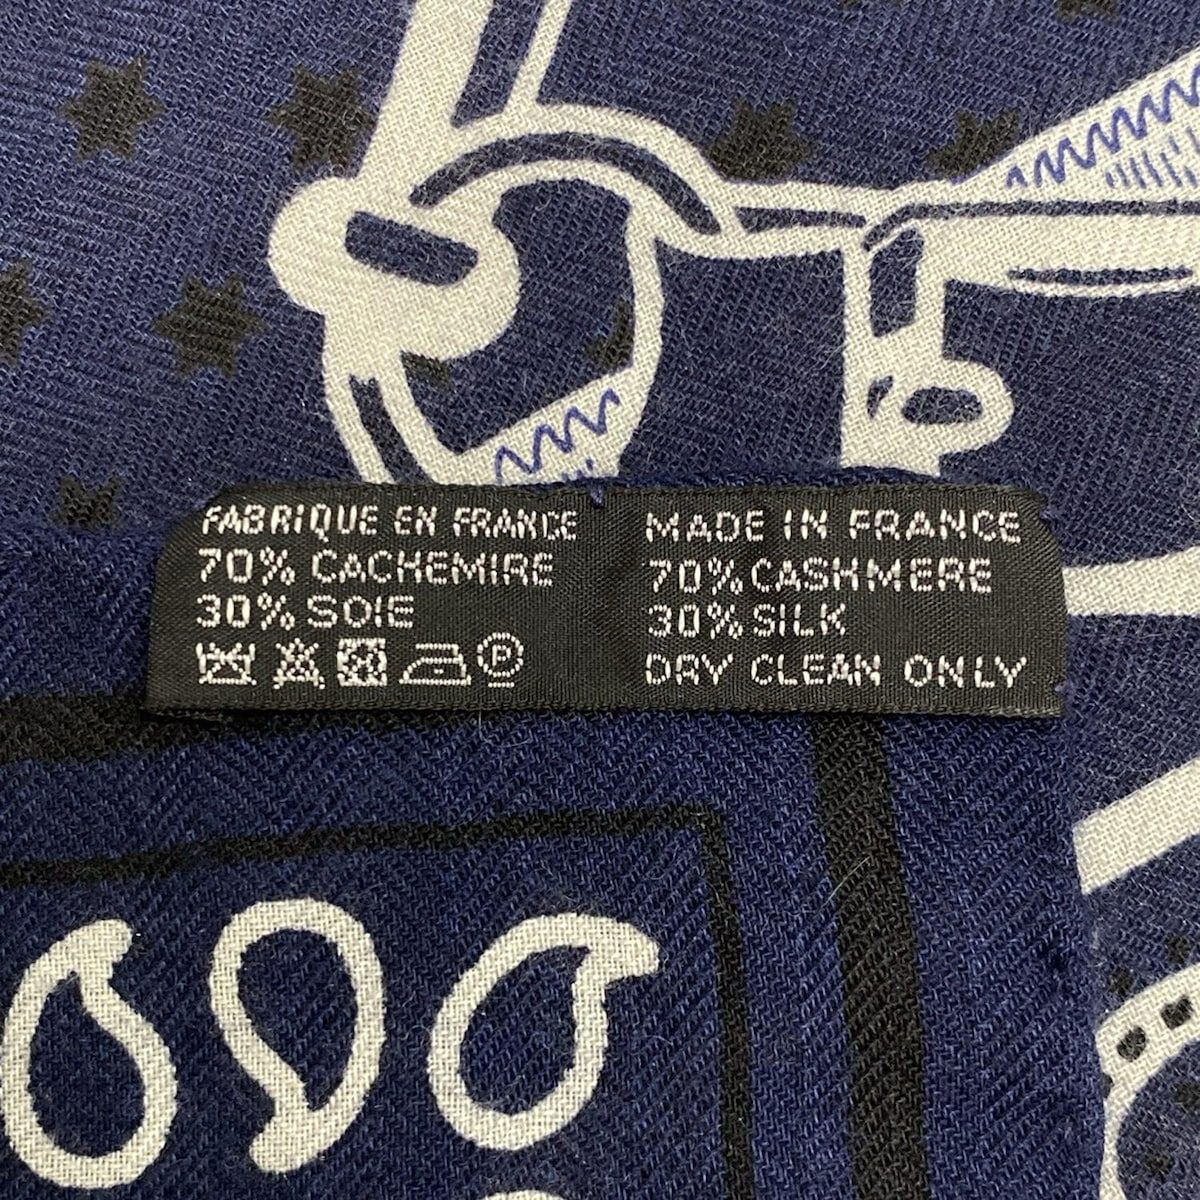 FABRIQUE EN FRANCE
70% CACHEMIRE
30% SOIE
P
MADE IN FRANCE
70% CASHMERE
30% SILK
DRY CLEAN ONLY